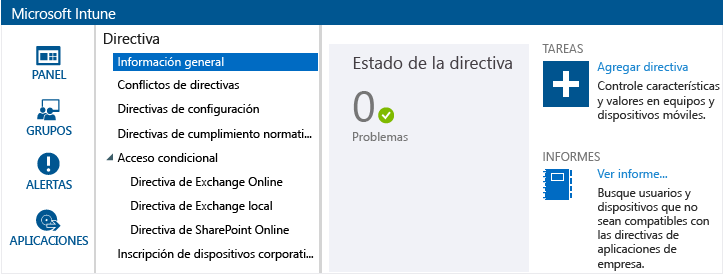 Microsoft Intune
PANEL
GRUPOS
ALERTAS
APLICACIONES
Directiva
Información general
Conflictos de directivas
Directivas de configuración
Directivas de cumplimiento normati...
Acceso condicional
Directiva de Exchange Online
Directiva de Exchange local
Directiva de SharePoint Online
Inscripción de dispositivos corporati...
Estado de la directiva
0
Problemas
TAREAS
Agregar directiva
Controle características
y valores en equipos y
dispositivos móviles.
INFORMES
Ver informe...
Busque usuarios y
dispositivos que no
sean compatibles con
las directivas de
aplicaciones de
empresa.